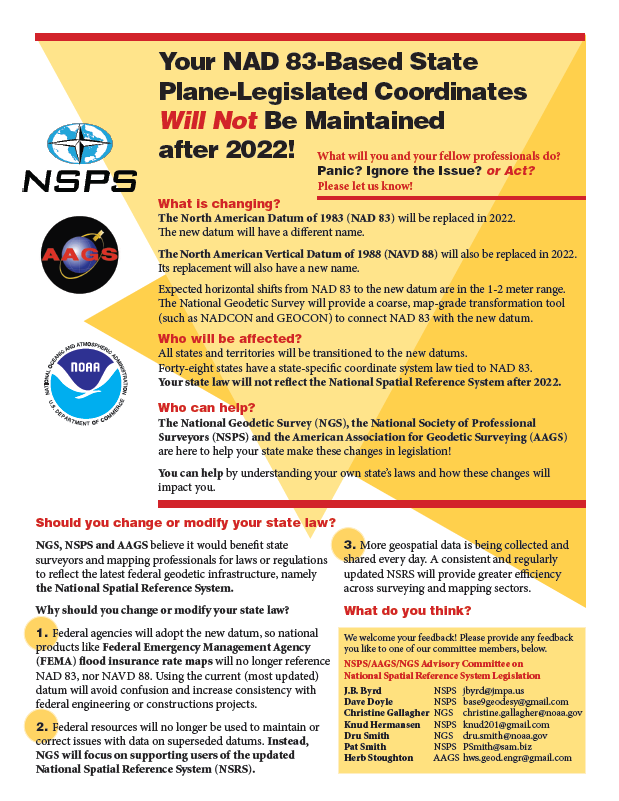 Your NAD 83-Based State
Plane-Legislated Coordinates
Will Not Be Maintained
after 2022!
What will you and your fellow professionals do?
Panic? Ignore the Issue? or Act?
Please let us know!
NSPS
AAGS
NATIONAL OCEANIC AND ATMOSPHERIC ADMINISTRATION
NOAA
U.S. DEPARTMENT OF COMMERCE
What is changing?
The North American Datum of 1983 (NAD 83) will be replaced in 2022.
The new datum will have a different name.
The North American Vertical Datum of 1988 (NAVD 88) will also be replaced in 2022.
Its replacement will also have a new name.
Expected horizontal shifts from NAD 83 to the new datum are in the 1-2 meter range.
The National Geodetic Survey will provide a coarse, map-grade transformation tool
(such as NADCON and GEOCON) to connect NAD 83 with the new datum.
Who will be affected?
All states and territories will be transitioned to the new datums.
Forty-eight states have a state-specific coordinate system law tied to NAD 83.
Your state law will not reflect the National Spatial Reference System after 2022.
Who can help?
The National Geodetic Survey (NGS), the National Society of Professional
Surveyors (NSPS) and the American Association for Geodetic Surveying (AAGS)
are here to help your state make these changes in legislation!
You can help by understanding your own state's laws and how these changes will
impact you.
Should you change or modify your state law?
NGS, NSPS and AAGS believe it would benefit state
surveyors and mapping professionals for laws or regulations
to reflect the latest federal geodetic infrastructure, namely
the National Spatial Reference System.
Why should you change or modify your state law?
1. Federal agencies will adopt the new datum, so national
products like Federal Emergency Management Agency
(FEMA) flood insurance rate maps will no longer reference
NAD 83, nor NAVD 88. Using the current (most updated)
datum will avoid confusion and increase consistency with
federal engineering or constructions projects.
2. Federal resources will no longer be used to maintain or
correct issues with data on superseded datums. Instead,
NGS will focus on supporting users of the updated
National Spatial Reference System (NSRS).
3. More geospatial data is being collected and
shared every day. A consistent and regularly
updated NSRS will provide greater efficiency
across surveying and mapping sectors.
What do you think?
We welcome your feedback! Please provide any feedback
you like to one of our committee members, below.
NSPS/AAGS/NGS Advisory Committee on
National Spatial Reference System Legislation
J.B. Byrd NSPS jbyrd@jmpa.us
Dave Doyle NSPS base9geodesy@gmail.com
Christine Gallagher NGS christine.gallagher@noaa.gov
Knud Hermansen NSPS knud201@gmail.com
Dru Smith NGS dru.smith@noaa.gov
Pat Smith NSPS PSmith@sam.biz
Herb Stoughton AAGS hws.geod.engr@gmail.com